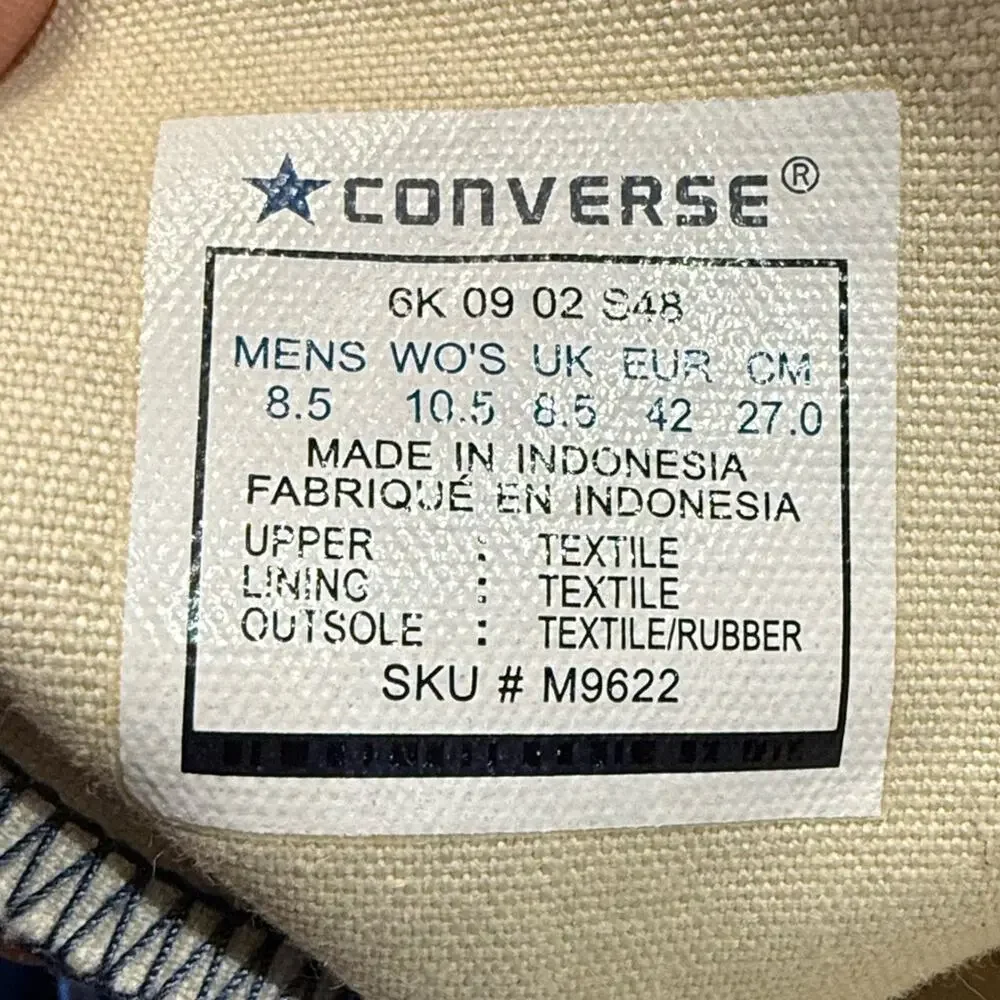 CONVERSE®
6K 09 02 S48
MENS WO'S UK EUR CM
8.5 10.5 8.5 42 27.0
MADE IN INDONESIA
FABRIQUÉ EN INDONESIA
UPPER : TEXTILE
LINING : TEXTILE
OUTSOLE : TEXTILE/RUBBER
SKU # M9622